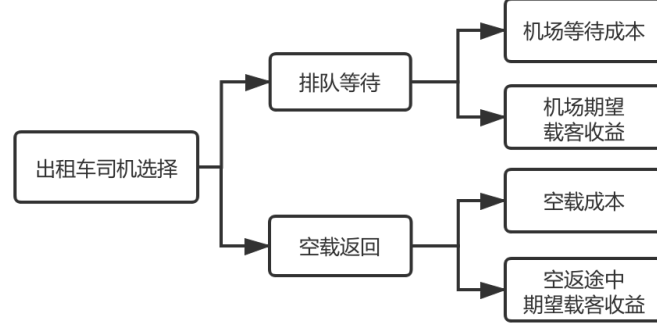 出租车司机选择
排队等待
机场等待成本
机场期望
载客收益
空载返回
空载成本
空返途中
期望载客收益